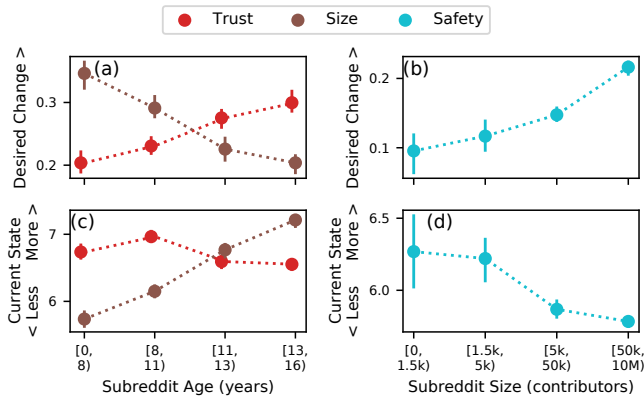 Trust Size Safety
(a)
(b)
Desired Change >
0.3
0.2
Desired Change >
0.2
0.1
(c)
(d)
Current State
< Less More >
7
6
Current State
< Less More >
6.5
6.0
[0, 8) [8, 11) [11, 13) [13, 16)
Subreddit Age (years)
[0, 1.5k) [1.5k, 5k) [5k, 50k) [50k, 10M)
Subreddit Size (contributors)